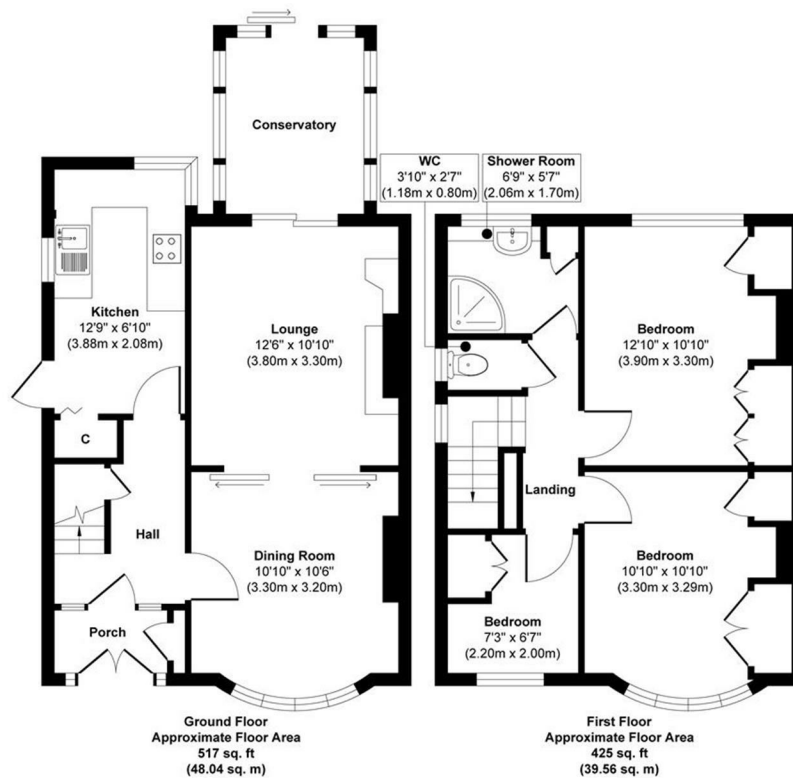 Conservatory
WC
3'10" x 2'7"
(1.18m x 0.80m)
Shower Room
6'9" x 5'7"
(2.06m x 1.70m)
Kitchen
12'9" x 6'10"
(3.88m x 2.08m)
Lounge
12'6" x 10'10"
(3.80m x 3.30m)
Bedroom
12'10" x 10'10"
(3.90m x 3.30m)
C
Landing
Hall
Dining Room
10'10" x 10'6"
(3.30m x 3.20m)
Bedroom
10'10" x 10'10"
(3.30m x 3.29m)
Porch
Bedroom
7'3" x 6'7"
(2.20m x 2.00m)
Ground Floor
Approximate Floor Area
517 sq. ft
(48.04 sq. m)
First Floor
Approximate Floor Area
425 sq. ft
(39.56 sq. m)